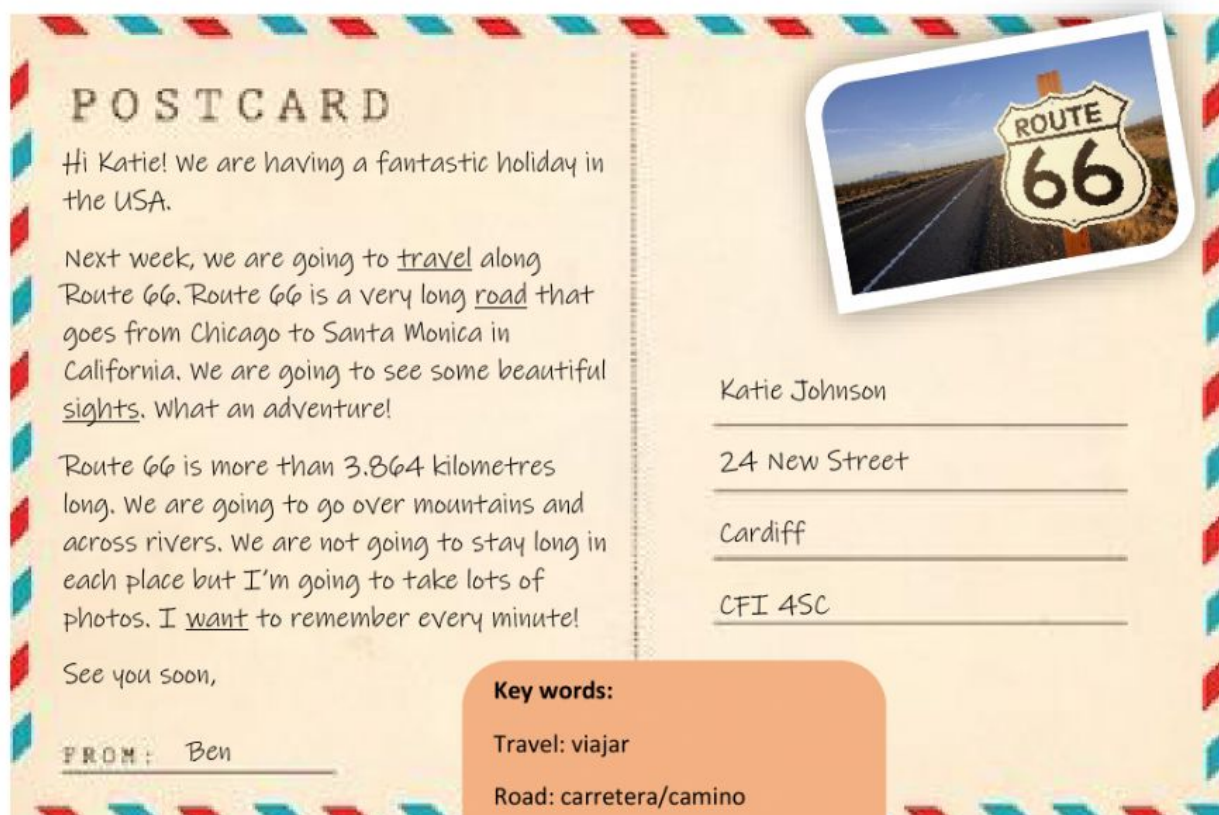 POSTCARD
Hi Katie! We are having a fantastic holiday in
the USA.
Next week, we are going to travel along
Route 66. Route 66 is a very long road that
goes from Chicago to Santa Monica in
California. We are going to see some beautiful
sights. What an adventure!
Route 66 is more than 3.864 kilometres
long. We are going to go over mountains and
across rivers. We are not going to stay long in
each place but I'm going to take lots of
photos. I want to remember every minute!
See you soon,
FROM: Ben
ROUTE
66
Katie Johnson
24 New Street
Cardiff
CFI 4SC
Key words:
Travel: viajar
Road: carretera/camino